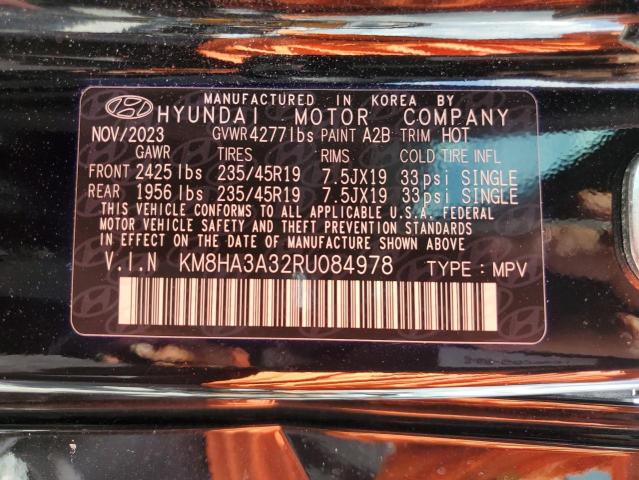 MANUFACTURED IN KOREA BY
HYUNDAI MOTOR COMPANY
NOV/2023 GVWR 4277lbs PAINT A2B TRIM HOT
GAWR TIRES RIMS COLD TIRE INFL
FRONT 2425lbs 235/45R19 7.5JX19 33psi SINGLE
REAR 1956lbs 235/45R19 7.5JX19 33psi SINGLE
THIS VEHICLE CONFORMS TO ALL APPLICABLE U.S.A. FEDERAL
MOTOR VEHICLE SAFETY AND THEFT PREVENTION STANDARDS
IN EFFECT ON THE DATE OF MANUFACTURE SHOWN ABOVE
V.I.N KM8HA3A32RU084978 TYPE : MPV